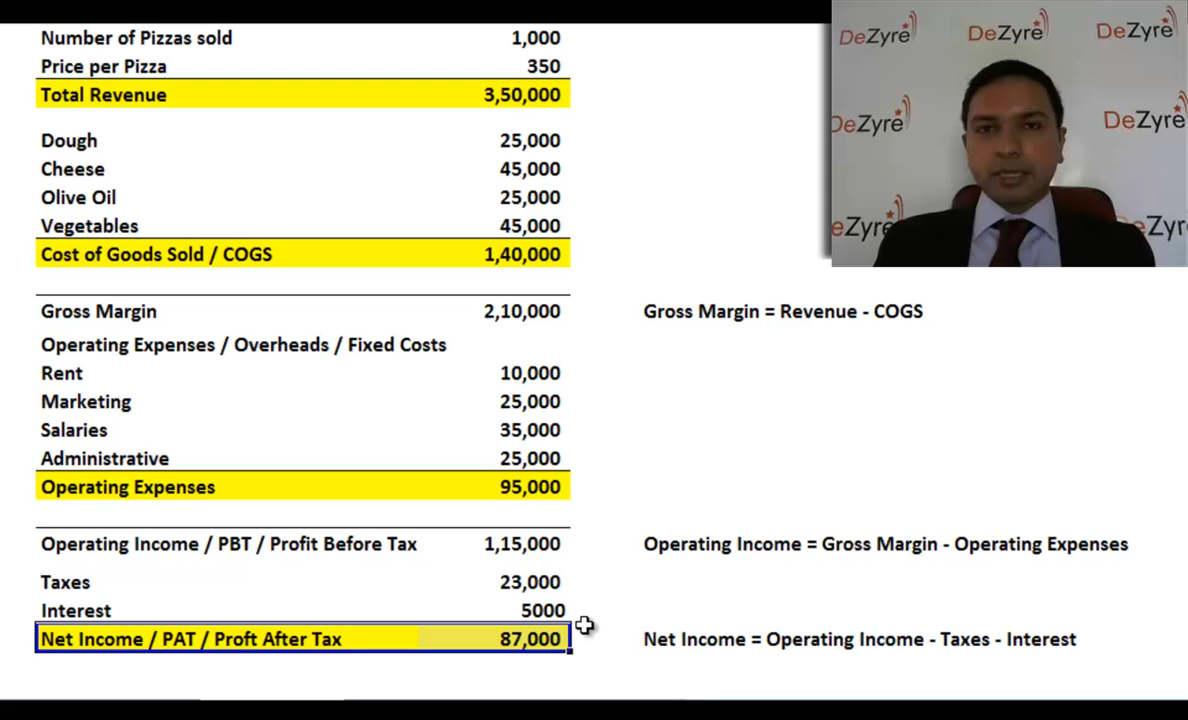 Number of Pizzas sold 1,000
Price per Pizza 350
Total Revenue 3,50,000
Dough 25,000
Cheese 45,000
Olive Oil 25,000
Vegetables 45,000
Cost of Goods Sold / COGS 1,40,000
Gross Margin 2,10,000 Gross Margin = Revenue - COGS
Operating Expenses / Overheads / Fixed Costs
Rent 10,000
Marketing 25,000
Salaries 35,000
Administrative 25,000
Operating Expenses 95,000
Operating Income / PBT / Profit Before Tax 1,15,000 Operating Income = Gross Margin - Operating Expenses
Taxes 23,000
Interest 5000
Net Income / PAT / Proft After Tax 87,000 Net Income = Operating Income - Taxes - Interest
DeZyre DeZyre DeZyre
DeZyre DeZyre
eZyre eZyr